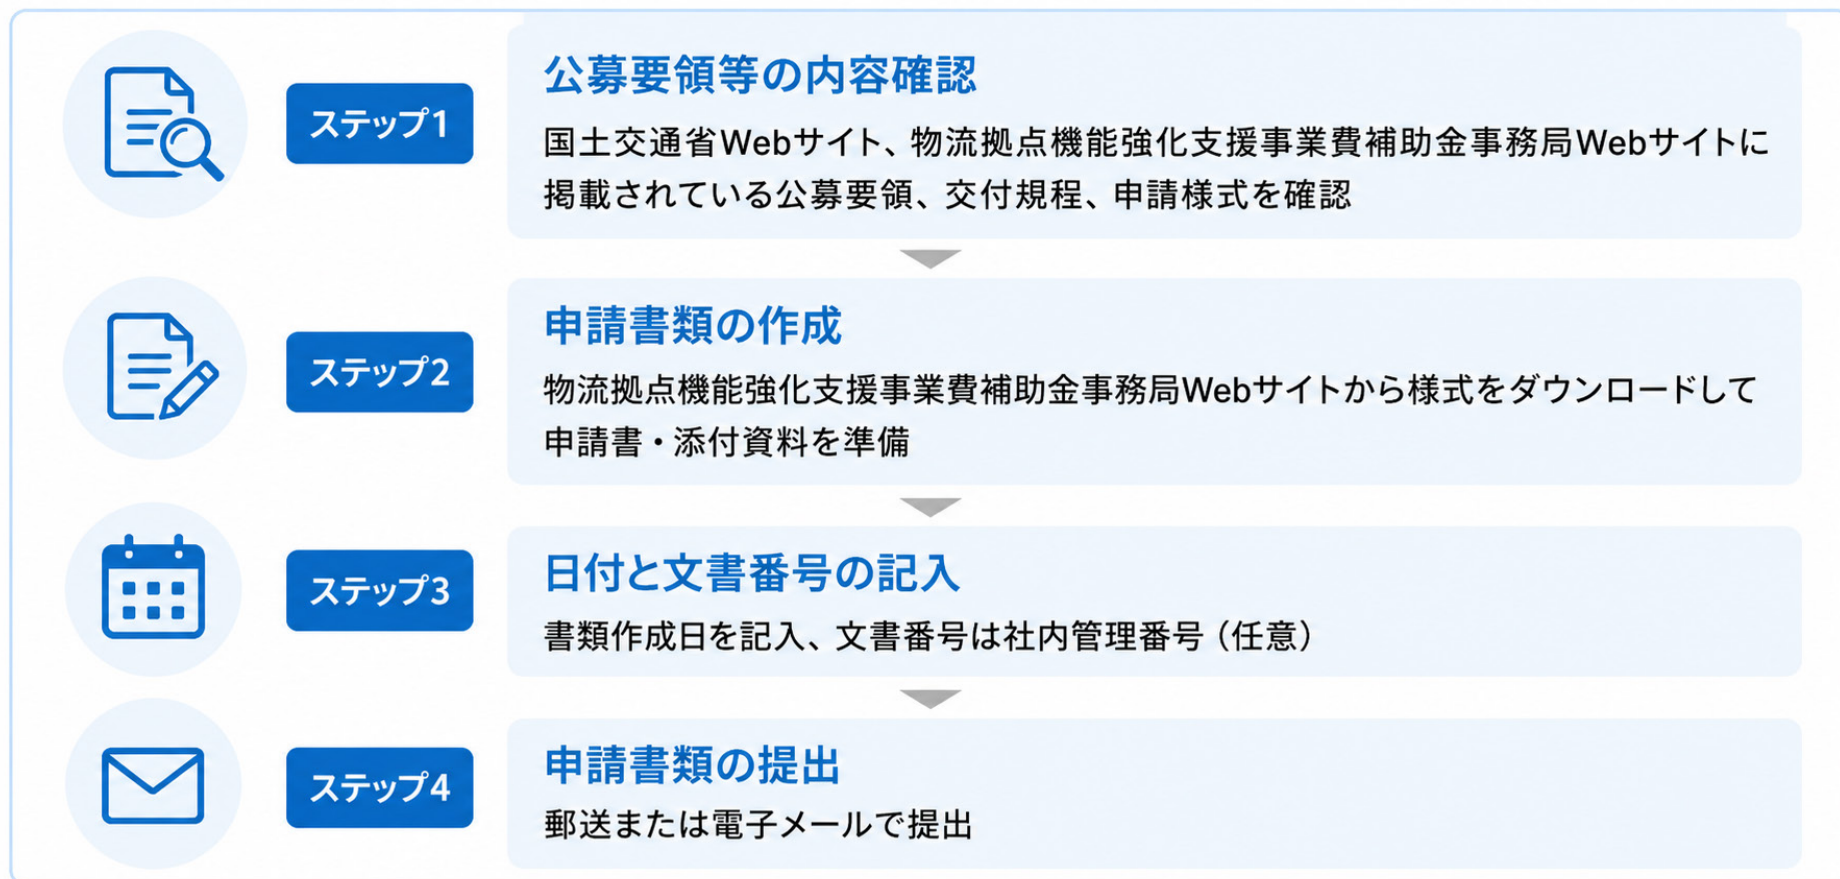 ステップ1
公募要領等の内容確認
国土交通省Webサイト、物流拠点機能強化支援事業費補助金事務局Webサイトに
掲載されている公募要領、交付規程、申請様式を確認
ステップ2
申請書類の作成
物流拠点機能強化支援事業費補助金事務局Webサイトから様式をダウンロードして
申請書・添付資料を準備
ステップ3
日付と文書番号の記入
書類作成日を記入、文書番号は社内管理番号（任意）
ステップ4
申請書類の提出
郵送または電子メールで提出